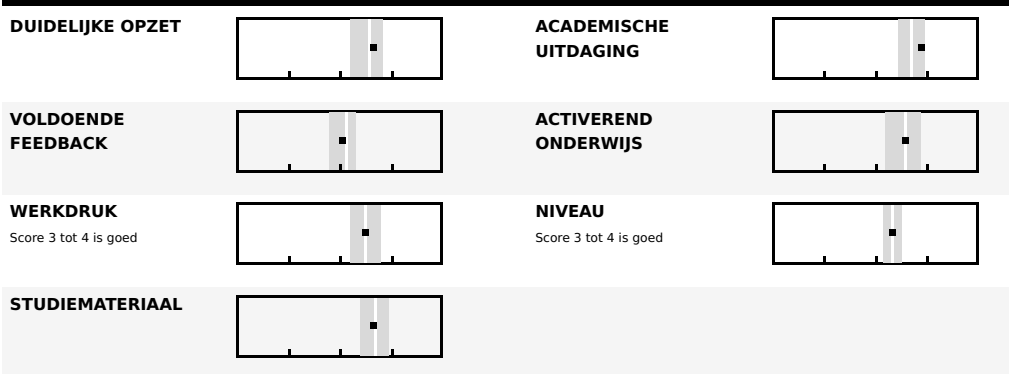 DUIDELIJKE OPZET
ACADEMISCHE
UITDAGING
VOLDOENDE
FEEDBACK
ACTIVEREND
ONDERWIJS
WERKDRUK
Score 3 tot 4 is goed
NIVEAU
Score 3 tot 4 is goed
STUDIEMATERIAAL